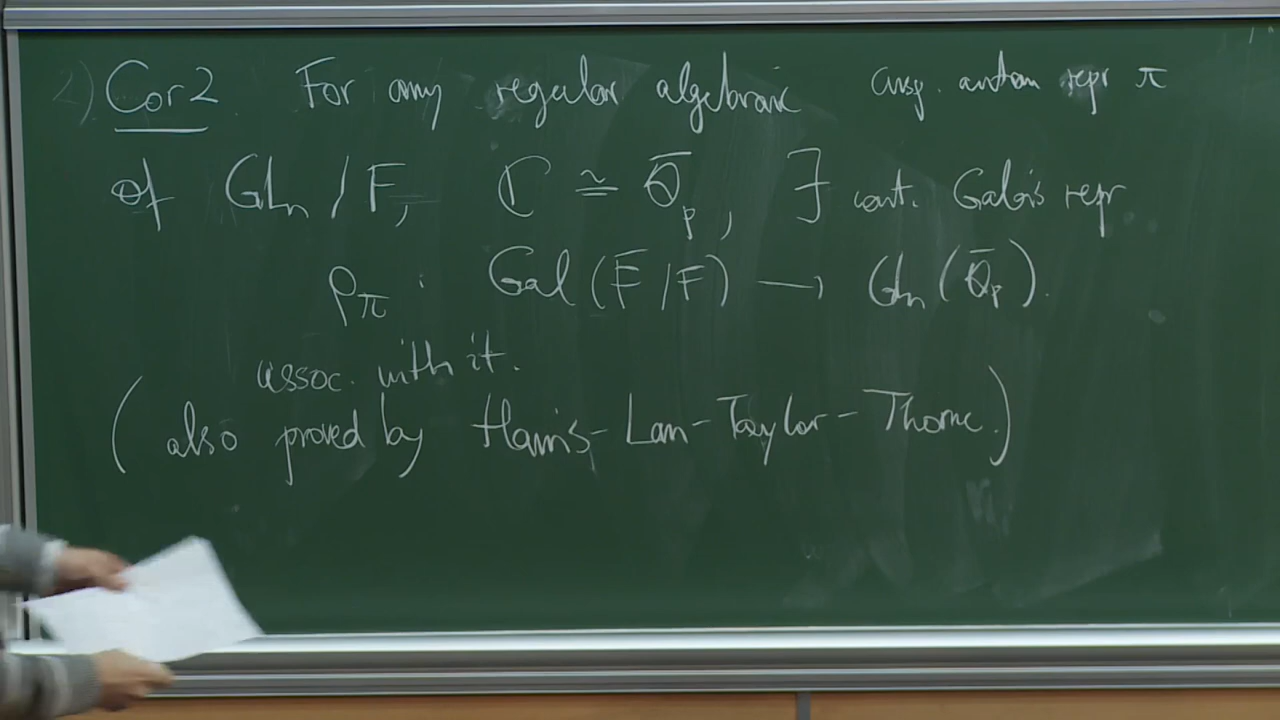 2) Cor 2 For any regular algebraic cusp. autom repr π
of GLn / F, ℂ ≅ Q̄p, ∃ cont. Galois repr
ρπ : Gal (F̄ / F) → GLn (Q̄p).
assoc. with it.
(also proved by Harris-Lan-Taylor-Thorne.)